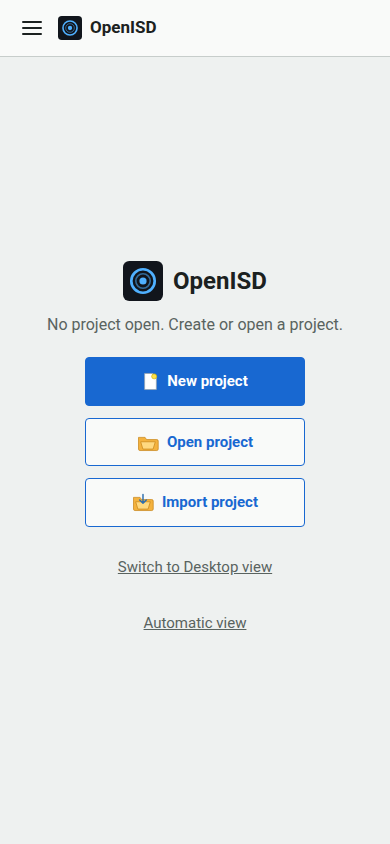 OpenISD
OpenISD
No project open. Create or open a project.
New project
Open project
Import project
Switch to Desktop view
Automatic view